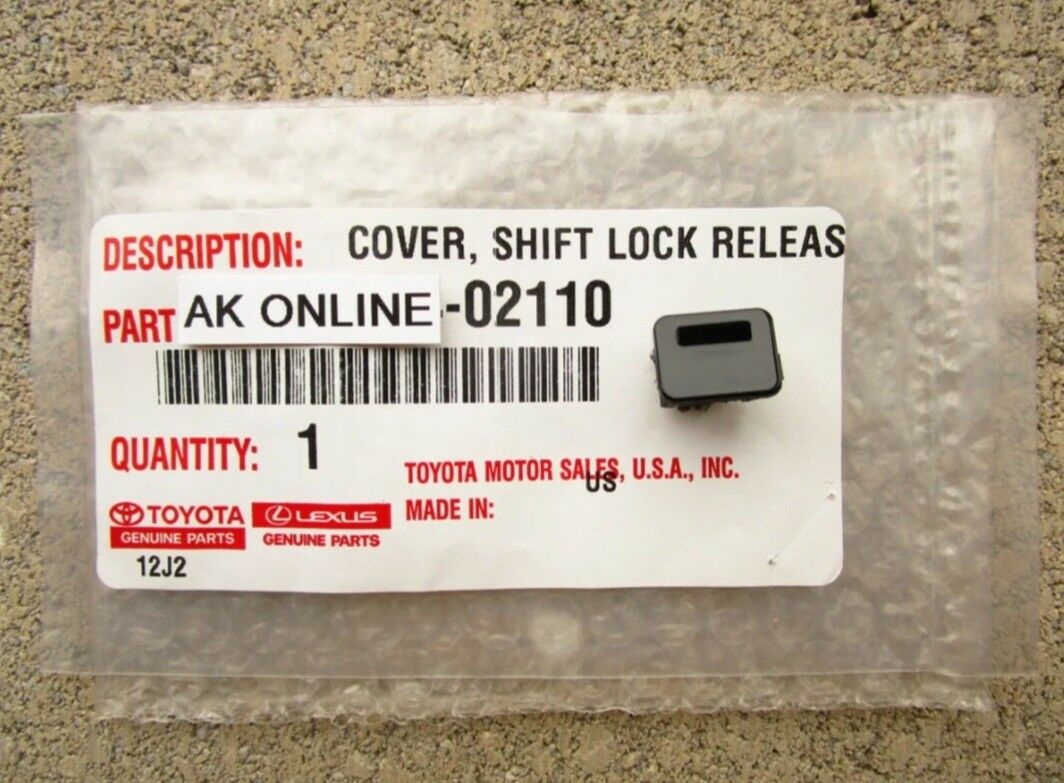 DESCRIPTION: COVER, SHIFT LOCK RELEAS
PART AK ONLINE -02110
QUANTITY: 1
TOYOTA MOTOR SALES, U.S.A., INC.
US
MADE IN:
TOYOTA LEXUS
GENUINE PARTS GENUINE PARTS
12J2